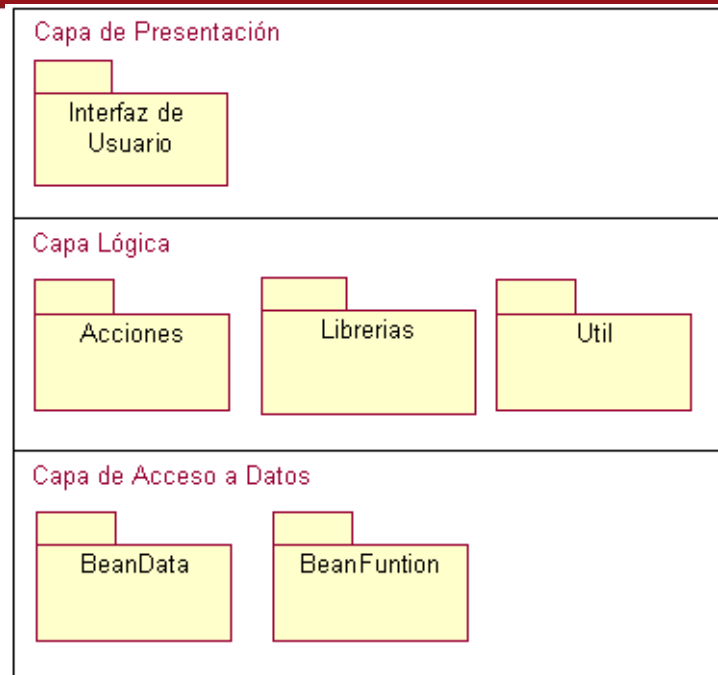 Capa de Presentación
Interfaz de
Usuario
Capa Lógica
Acciones
Librerias
Util
Capa de Acceso a Datos
BeanData
BeanFuntion